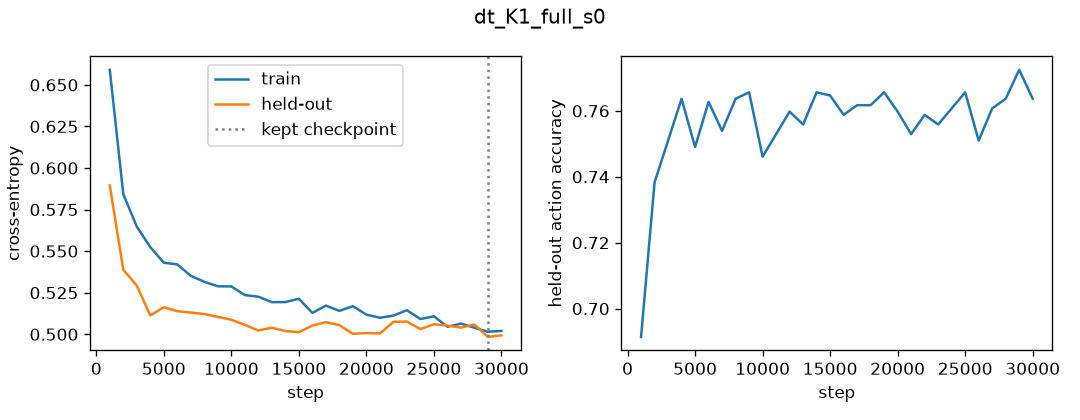 dt_K1_full_s0
train
held-out
kept checkpoint
cross-entropy
0.650
0.625
0.600
0.575
0.550
0.525
0.500
0 5000 10000 15000 20000 25000 30000
step
held-out action accuracy
0.76
0.74
0.72
0.70
0 5000 10000 15000 20000 25000 30000
step